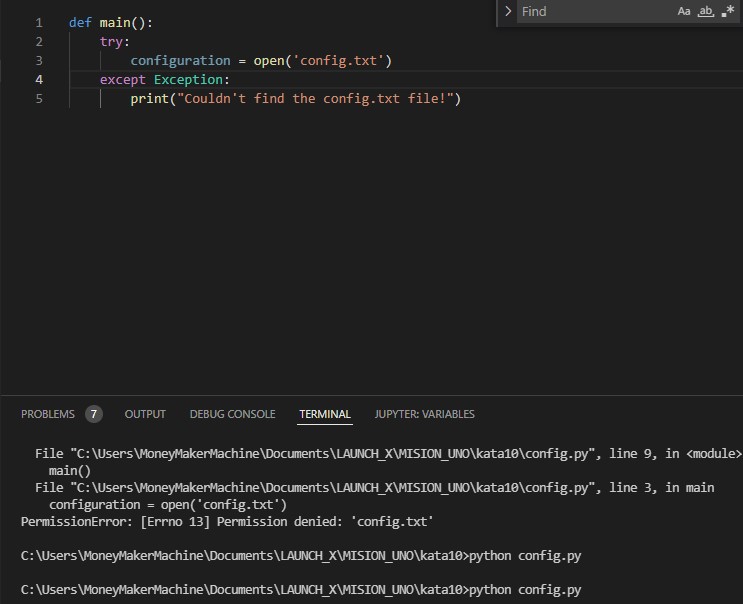 Find Aa ab .*
1 def main():
2 try:
3 configuration = open('config.txt')
4 except Exception:
5 print("Couldn't find the config.txt file!")
PROBLEMS 7 OUTPUT DEBUG CONSOLE TERMINAL JUPYTER: VARIABLES
File "C:\Users\MoneyMakerMachine\Documents\LAUNCH_X\MISION_UNO\kata10\config.py", line 9, in <module>
main()
File "C:\Users\MoneyMakerMachine\Documents\LAUNCH_X\MISION_UNO\kata10\config.py", line 3, in main
configuration = open('config.txt')
PermissionError: [Errno 13] Permission denied: 'config.txt'
C:\Users\MoneyMakerMachine\Documents\LAUNCH_X\MISION_UNO\kata10>python config.py
C:\Users\MoneyMakerMachine\Documents\LAUNCH_X\MISION_UNO\kata10>python config.py